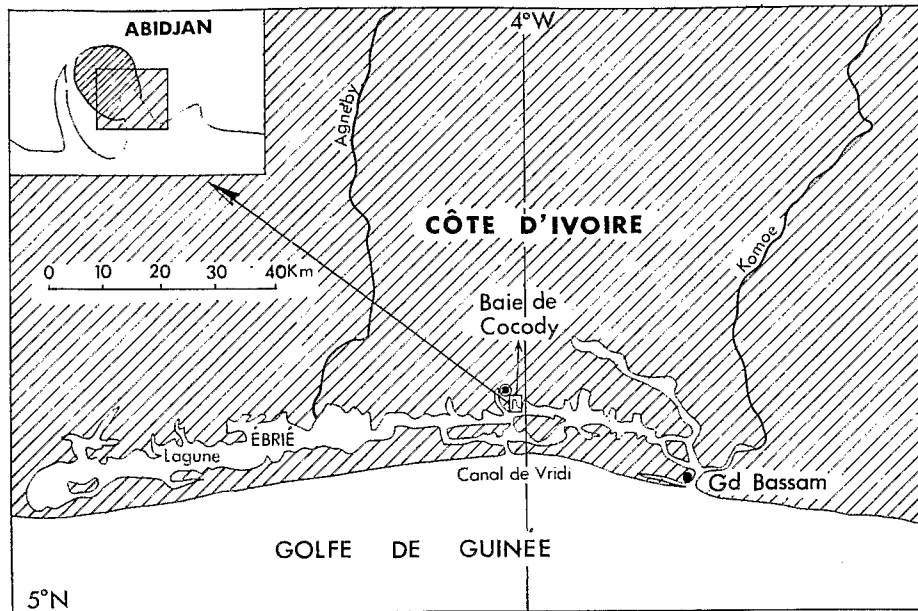 ABIDJAN
4°W
Agneby
CÔTE D'IVOIRE
Komoe
0 10 20 30 40Km
Baie de
Cocody
ÉBRIÉ
Lagune
Canal de Vridi
Gd Bassam
GOLFE DE GUINÉE
5°N